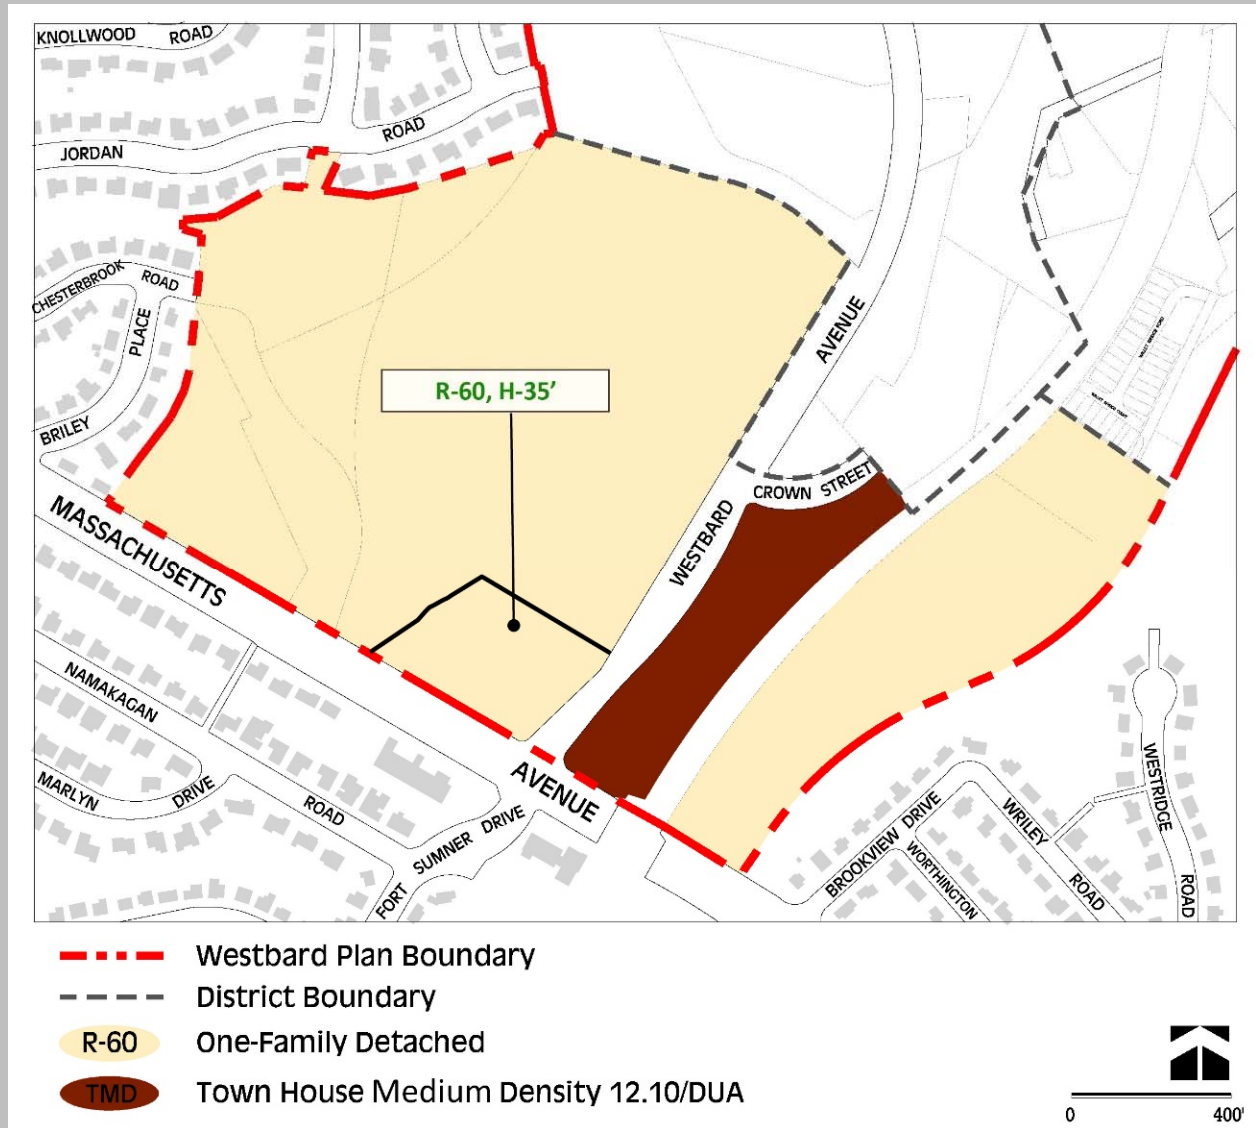 KNOLLWOOD ROAD
JORDAN
ROAD
CHESTERBROOK
ROAD
PLACE
BRILEY
R-60, H-35’
AVENUE
CROWN STREET
WESTBARD
MASSACHUSETTS
AVENUE
NAMAKAGAN
ROAD
MARLYN
DRIVE
FORT
SUMNER DRIVE
BROOKVIEW DRIVE
WORTHINGTON
WRILEY
ROAD
WESTRIDGE
ROAD
Westbard Plan Boundary
District Boundary
R-60 One-Family Detached
TMD Town House Medium Density 12.10/DUA
0 400'